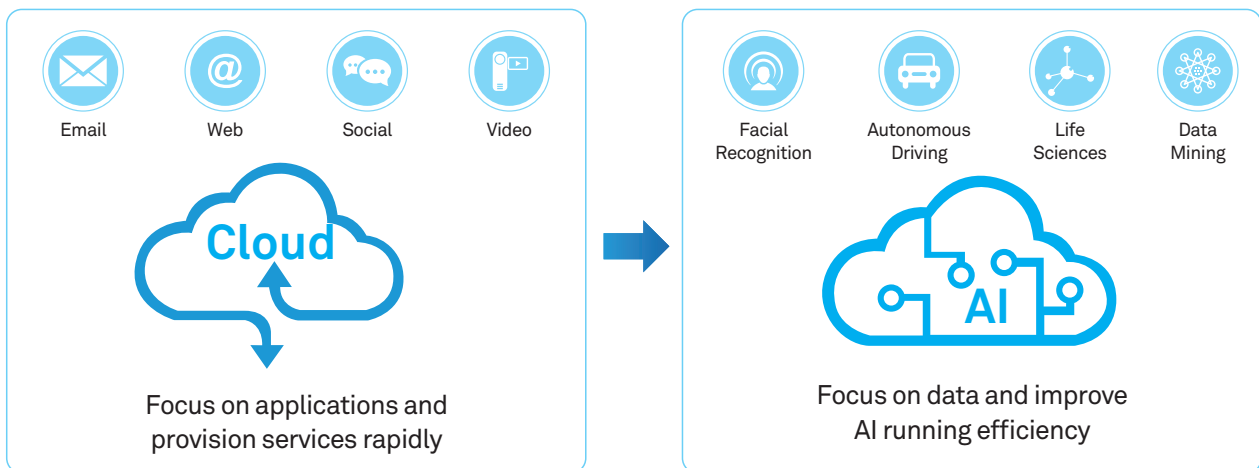 @
Email
Web
Social
Video
Cloud
Focus on applications and
provision services rapidly
Facial
Recognition
Autonomous
Driving
Life
Sciences
Data
Mining
AI
Focus on data and improve
AI running efficiency